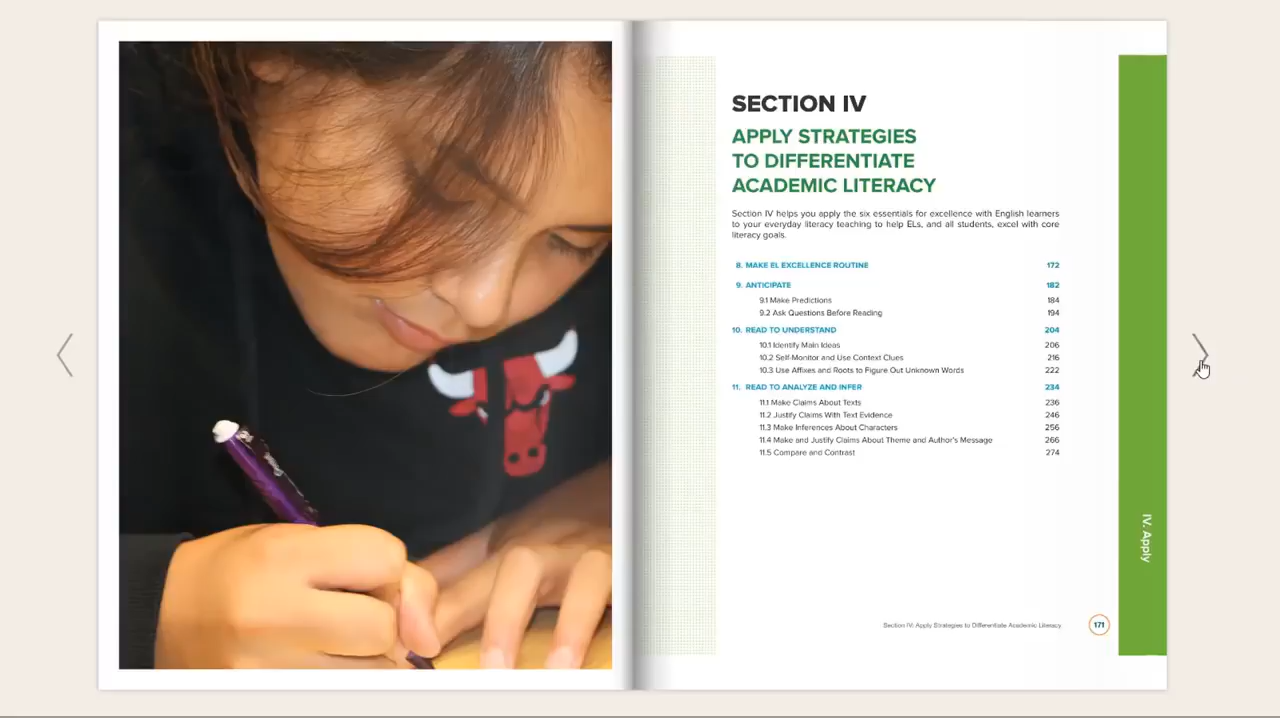 SECTION IV
APPLY STRATEGIES
TO DIFFERENTIATE
ACADEMIC LITERACY
Section IV helps you apply the six essentials for excellence with English learners
to your everyday literacy teaching to help ELs, and all students, excel with core
literacy goals.
8. MAKE EL EXCELLENCE ROUTINE 172
9. ANTICIPATE 182
9.1 Make Predictions 184
9.2 Ask Questions Before Reading 194
10. READ TO UNDERSTAND 204
10.1 Identify Main Ideas 206
10.2 Self-Monitor and Use Context Clues 216
10.3 Use Affixes and Roots to Figure Out Unknown Words 222
11. READ TO ANALYZE AND INFER 234
11.1 Make Claims About Texts 236
11.2 Justify Claims With Text Evidence 246
11.3 Make Inferences About Characters 256
11.4 Make and Justify Claims About Theme and Author's Message 266
11.5 Compare and Contrast 274
IV. Apply
Section IV: Apply Strategies to Differentiate Academic Literacy 171